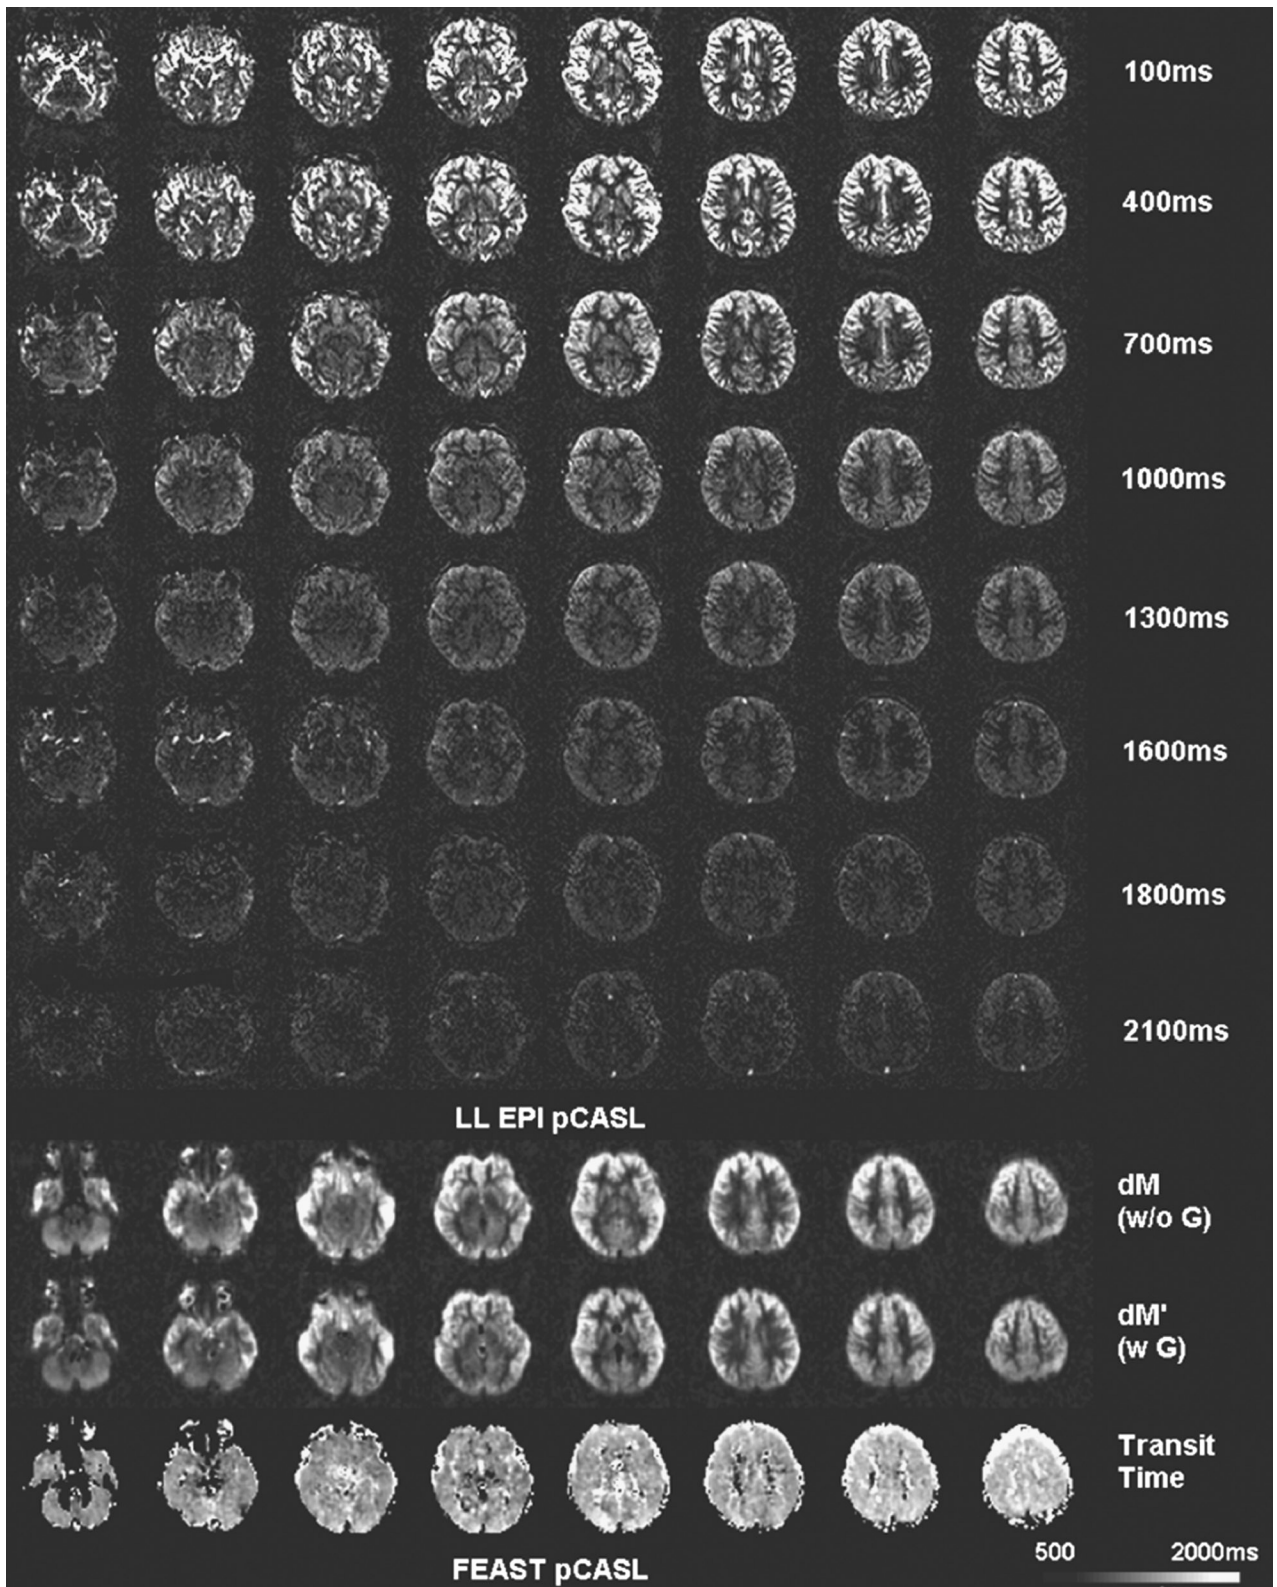 100ms
400ms
700ms
1000ms
1300ms
1600ms
1800ms
2100ms
LL EPI pCASL
dM
(w/o G)
dM'
(w G)
Transit
Time
500 2000ms
FEAST pCASL